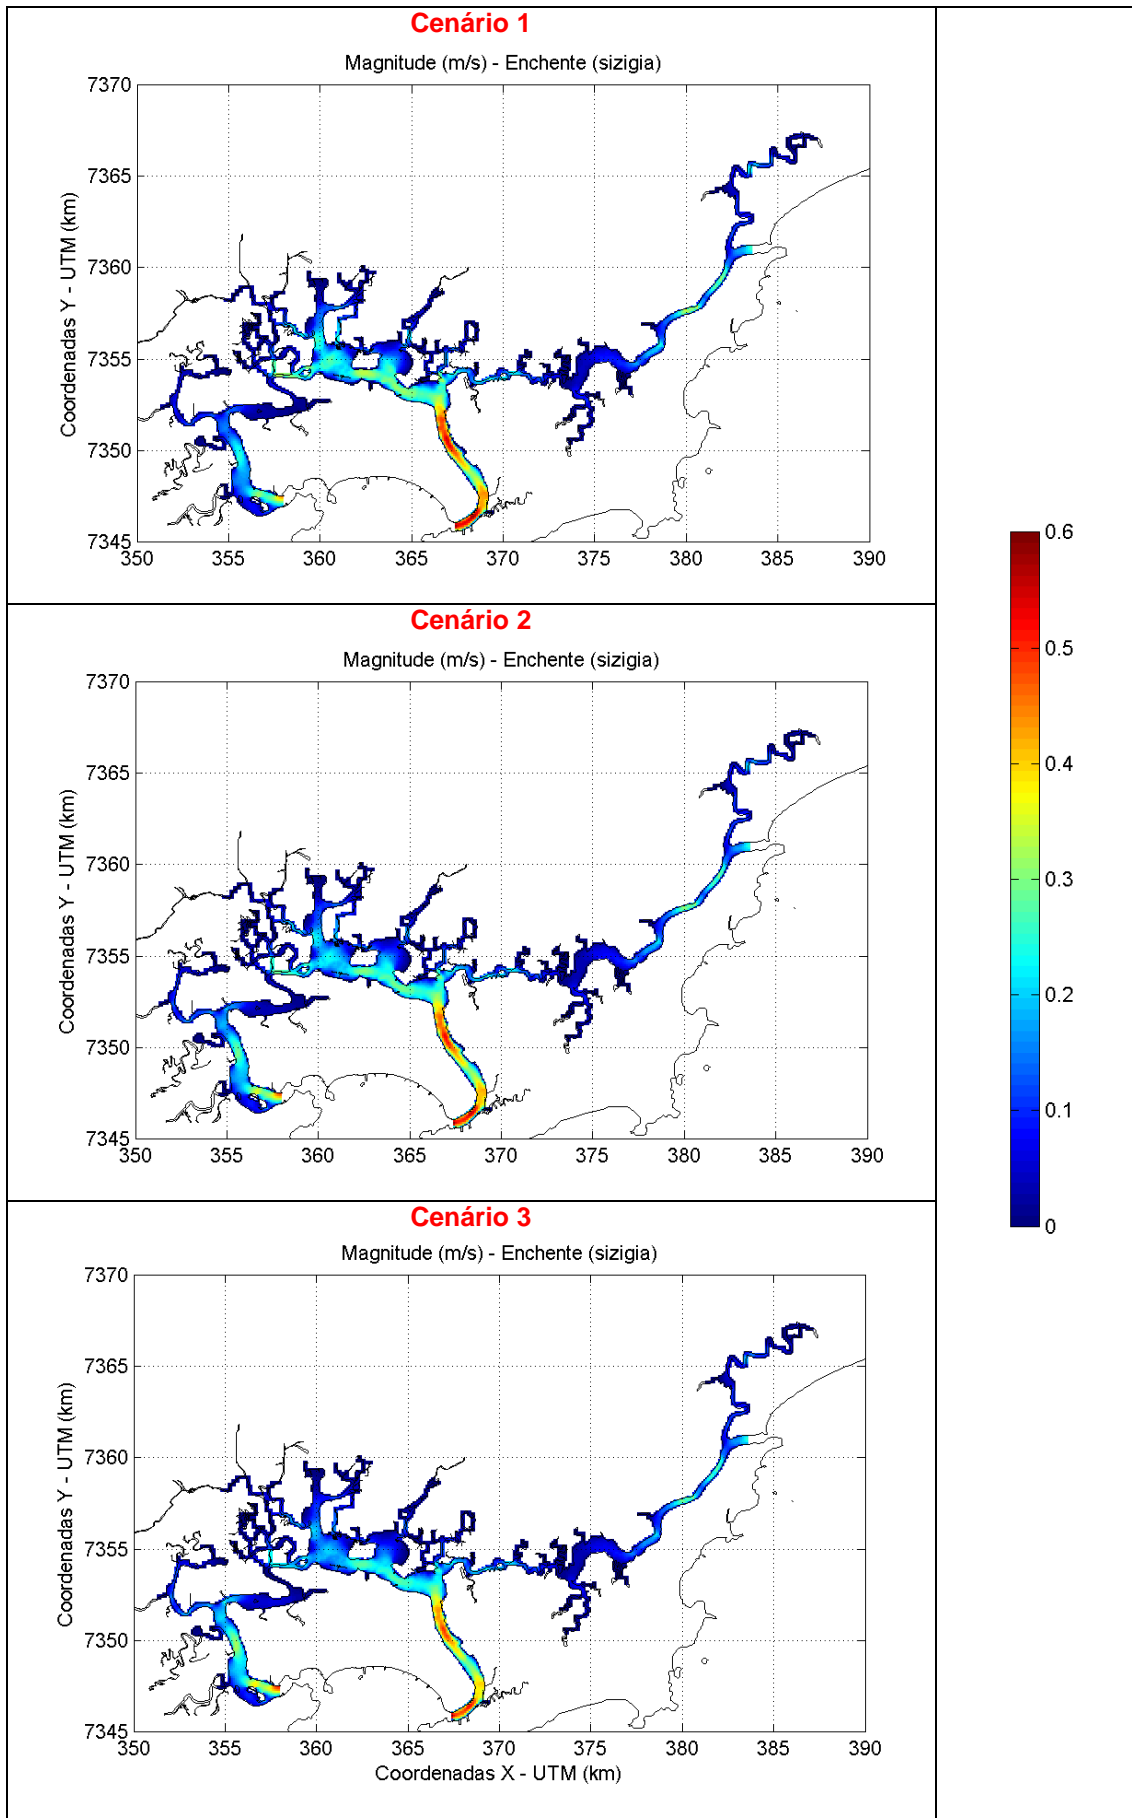 Cenário 1
Magnitude (m/s) - Enchente (sizigia)
Coordenadas Y - UTM (km)
7370
7365
7360
7355
7350
7345
350 355 360 365 370 375 380 385 390
Cenário 2
Magnitude (m/s) - Enchente (sizigia)
Coordenadas Y - UTM (km)
7370
7365
7360
7355
7350
7345
350 355 360 365 370 375 380 385 390
Cenário 3
Magnitude (m/s) - Enchente (sizigia)
Coordenadas Y - UTM (km)
7370
7365
7360
7355
7350
7345
350 355 360 365 370 375 380 385 390
Coordenadas X - UTM (km)
0.6
0.5
0.4
0.3
0.2
0.1
0